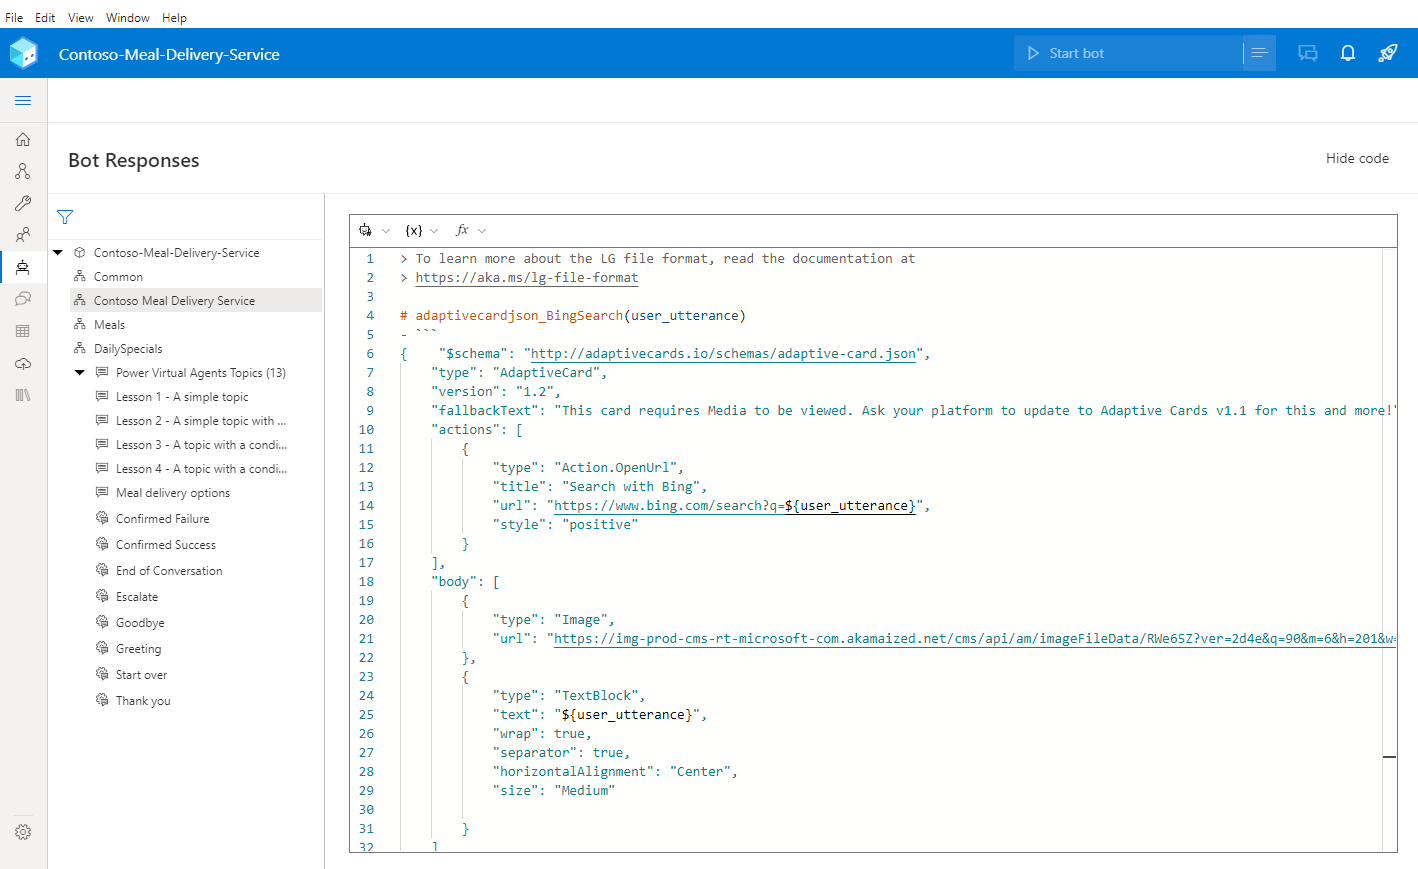 File Edit View Window Help
Contoso-Meal-Delivery-Service
Start bot
Bot Responses
Hide code
Contoso-Meal-Delivery-Service
Common
Contoso Meal Delivery Service
Meals
DailySpecials
Power Virtual Agents Topics (13)
Lesson 1 - A simple topic
Lesson 2 - A simple topic with ...
Lesson 3 - A topic with a condi...
Lesson 4 - A topic with a condi...
Meal delivery options
Confirmed Failure
Confirmed Success
End of Conversation
Escalate
Goodbye
Greeting
Start over
Thank you
{x} fx
1 > To learn more about the LG file format, read the documentation at
2 > https://aka.ms/lg-file-format
3
4 # adaptivecardjson_BingSearch(user_utterance)
5 - ```
6 { "$schema": "http://adaptivecards.io/schemas/adaptive-card.json",
7 "type": "AdaptiveCard",
8 "version": "1.2",
9 "fallbackText": "This card requires Media to be viewed. Ask your platform to update to Adaptive Cards v1.1 for this and more!"
10 "actions": [
11 {
12 "type": "Action.OpenUrl",
13 "title": "Search with Bing",
14 "url": "https://www.bing.com/search?q=${user_utterance}",
15 "style": "positive"
16 }
17 ],
18 "body": [
19 {
20 "type": "Image",
21 "url": "https://img-prod-cms-rt-microsoft-com.akamaized.net/cms/api/am/imageFileData/RWe65Z?ver=2d4e&q=90&m=6&h=201&w=
22 },
23 {
24 "type": "TextBlock",
25 "text": "${user_utterance}",
26 "wrap": true,
27 "separator": true,
28 "horizontalAlignment": "Center",
29 "size": "Medium"
30
31 }
32 ]